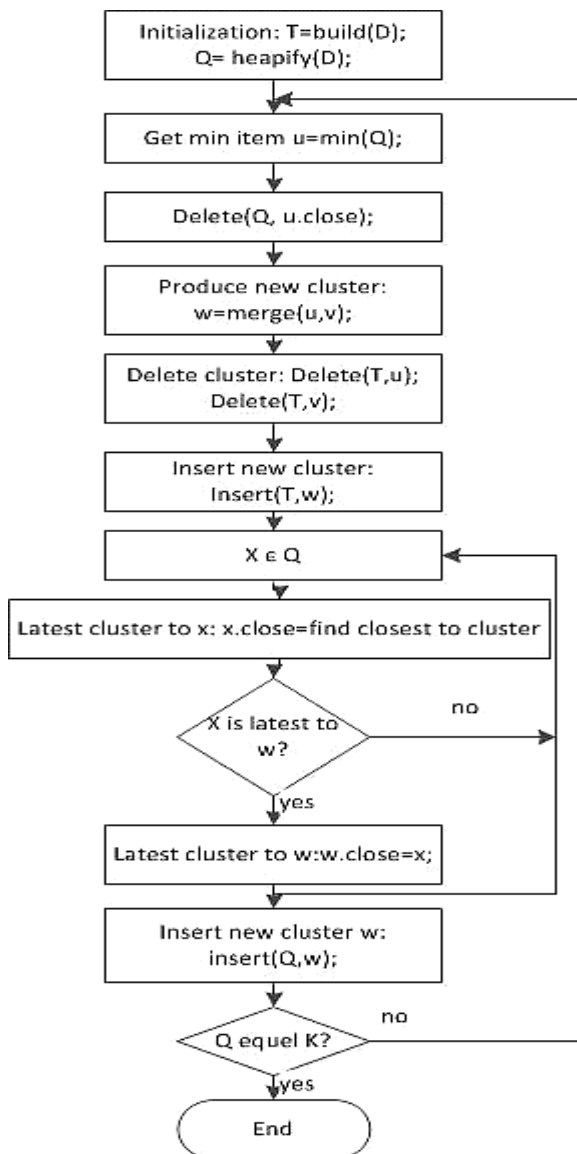 Initialization: T=build(D);
Q= heapify(D);
Get min item u=min(Q);
Delete(Q, u.close);
Produce new cluster:
w=merge(u,v);
Delete cluster: Delete(T,u);
Delete(T,v);
Insert new cluster:
Insert(T,w);
X ϵ Q
Latest cluster to x: x.close=find closest to cluster
X is latest to
w?
no
yes
Latest cluster to w:w.close=x;
Insert new cluster w:
insert(Q,w);
Q equel K?
no
yes
End